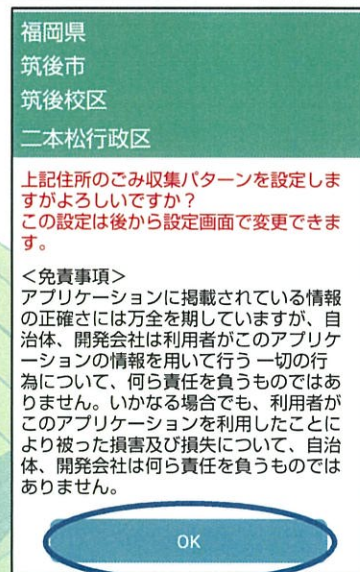 福岡県
筑後市
筑後校区
二本松行政区
上記住所のごみ収集パターンを設定しま
すがよろしいですか？
この設定は後から設定画面で変更できま
す。
＜免責事項＞
アプリケーションに掲載されている情報
の正確さには万全を期していますが、自
治体、開発会社は利用者がこのアプリケ
ーションの情報を用いて行う 一切の行
為について、何ら責任を負うものではあ
りません。いかなる場合でも、利用者が
このアプリケーションを利用したことに
より被った損害及び損失について、自治
体、開発会社は何ら責任を負うものでは
ありません。
OK